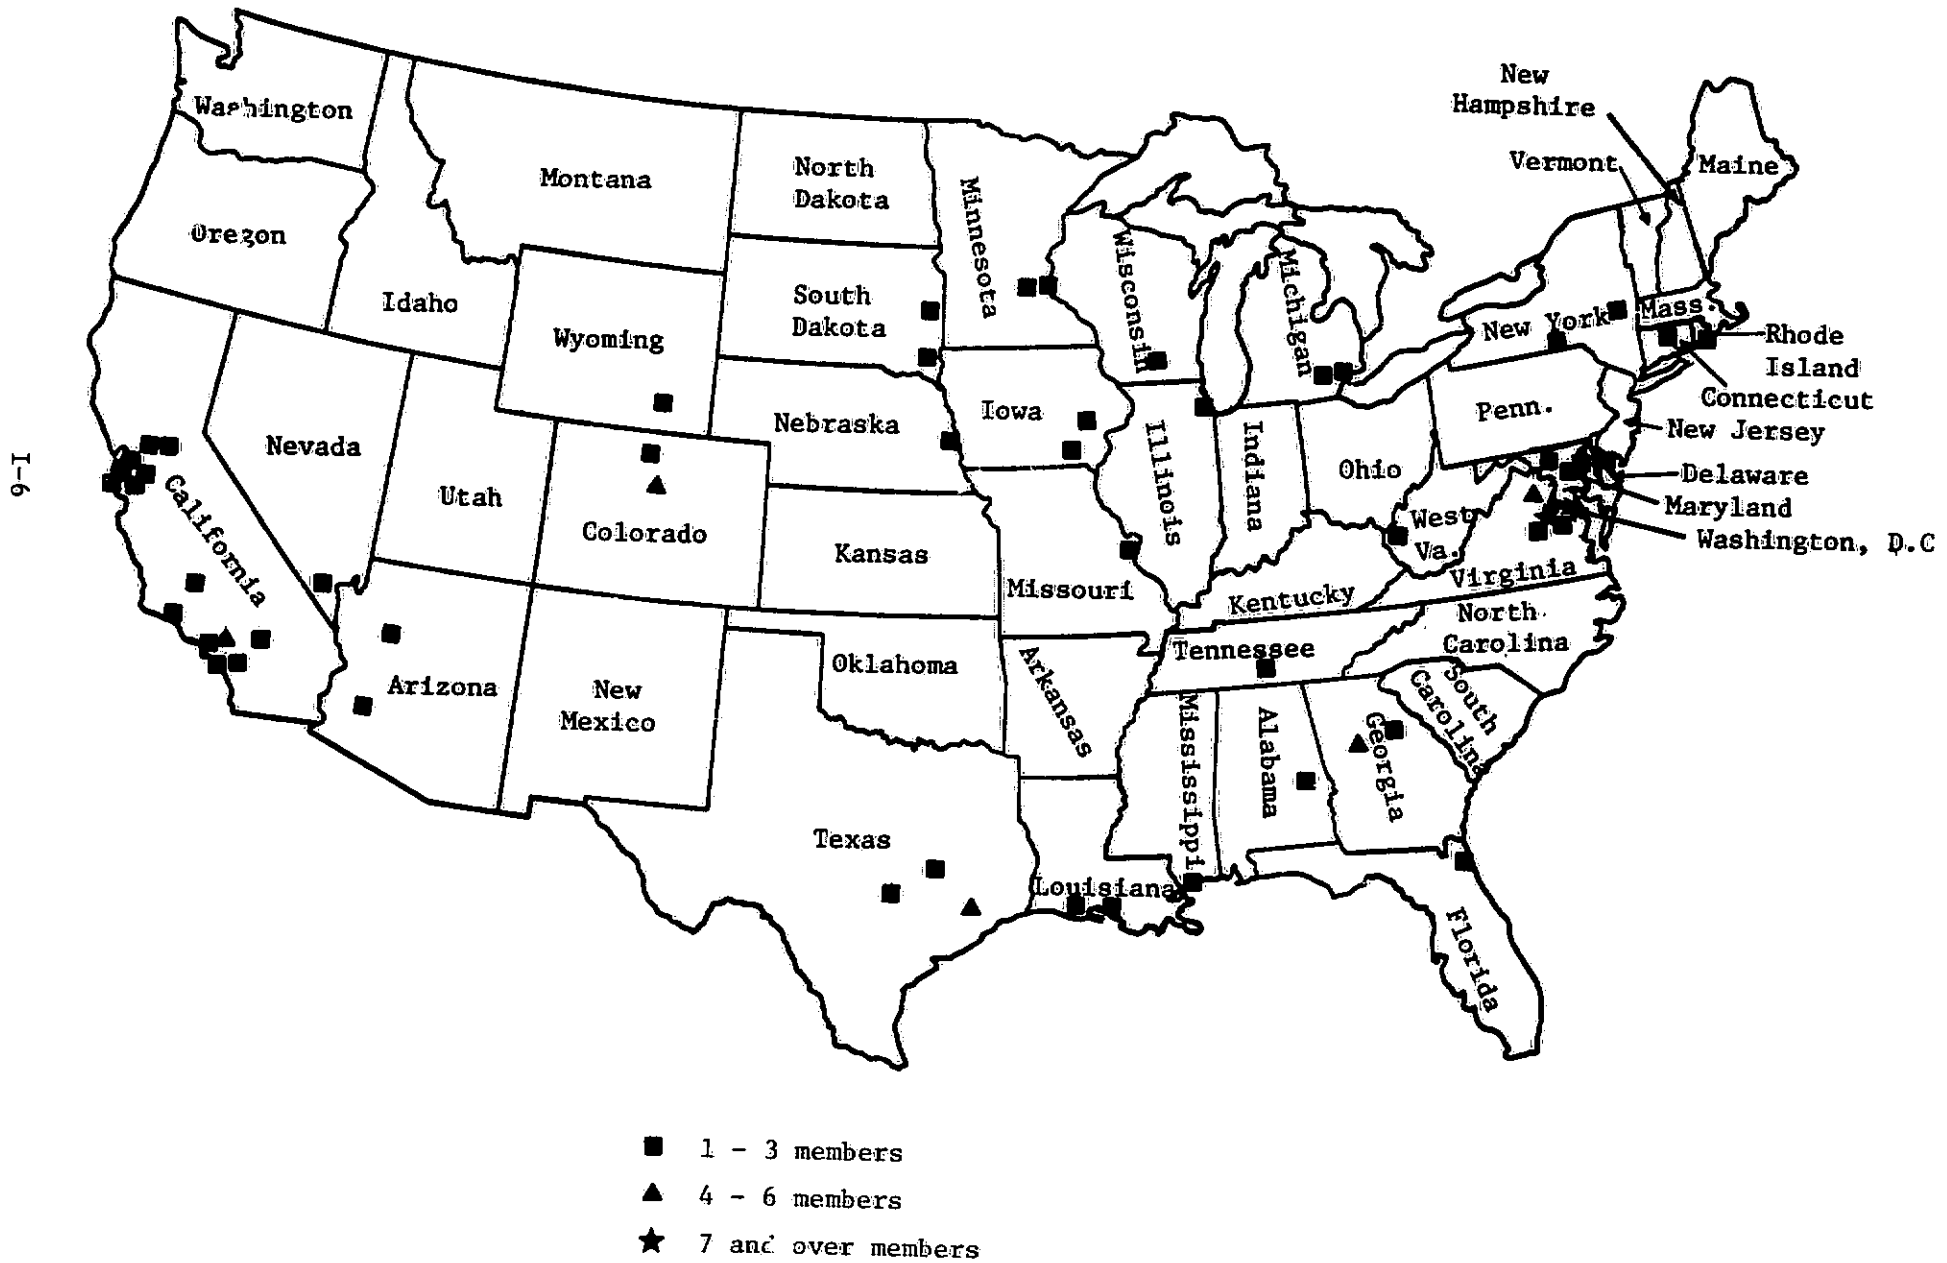 New
Hampshire
Vermont
Maine
Washington
Montana
North
Dakota
Minnesota
Oregon
Idaho
South
Dakota
Wisconsin
Michigan
New York
Mass.
Rhode
Island
Connecticut
Wyoming
Nebraska
Iowa
Penn.
New Jersey
Nevada
Utah
Illinois
Indiana
Ohio
Delaware
Maryland
Washington, D.C
I-6
California
Colorado
Kansas
Missouri
West
Va.
Virginia
Kentucky
North
Carolina
Tennessee
Arizona
New
Mexico
Oklahoma
Arkansas
South
Carolina
Mississippi
Alabama
Georgia
Texas
Louisiana
Florida
1 - 3 members
4 - 6 members
7 and over members